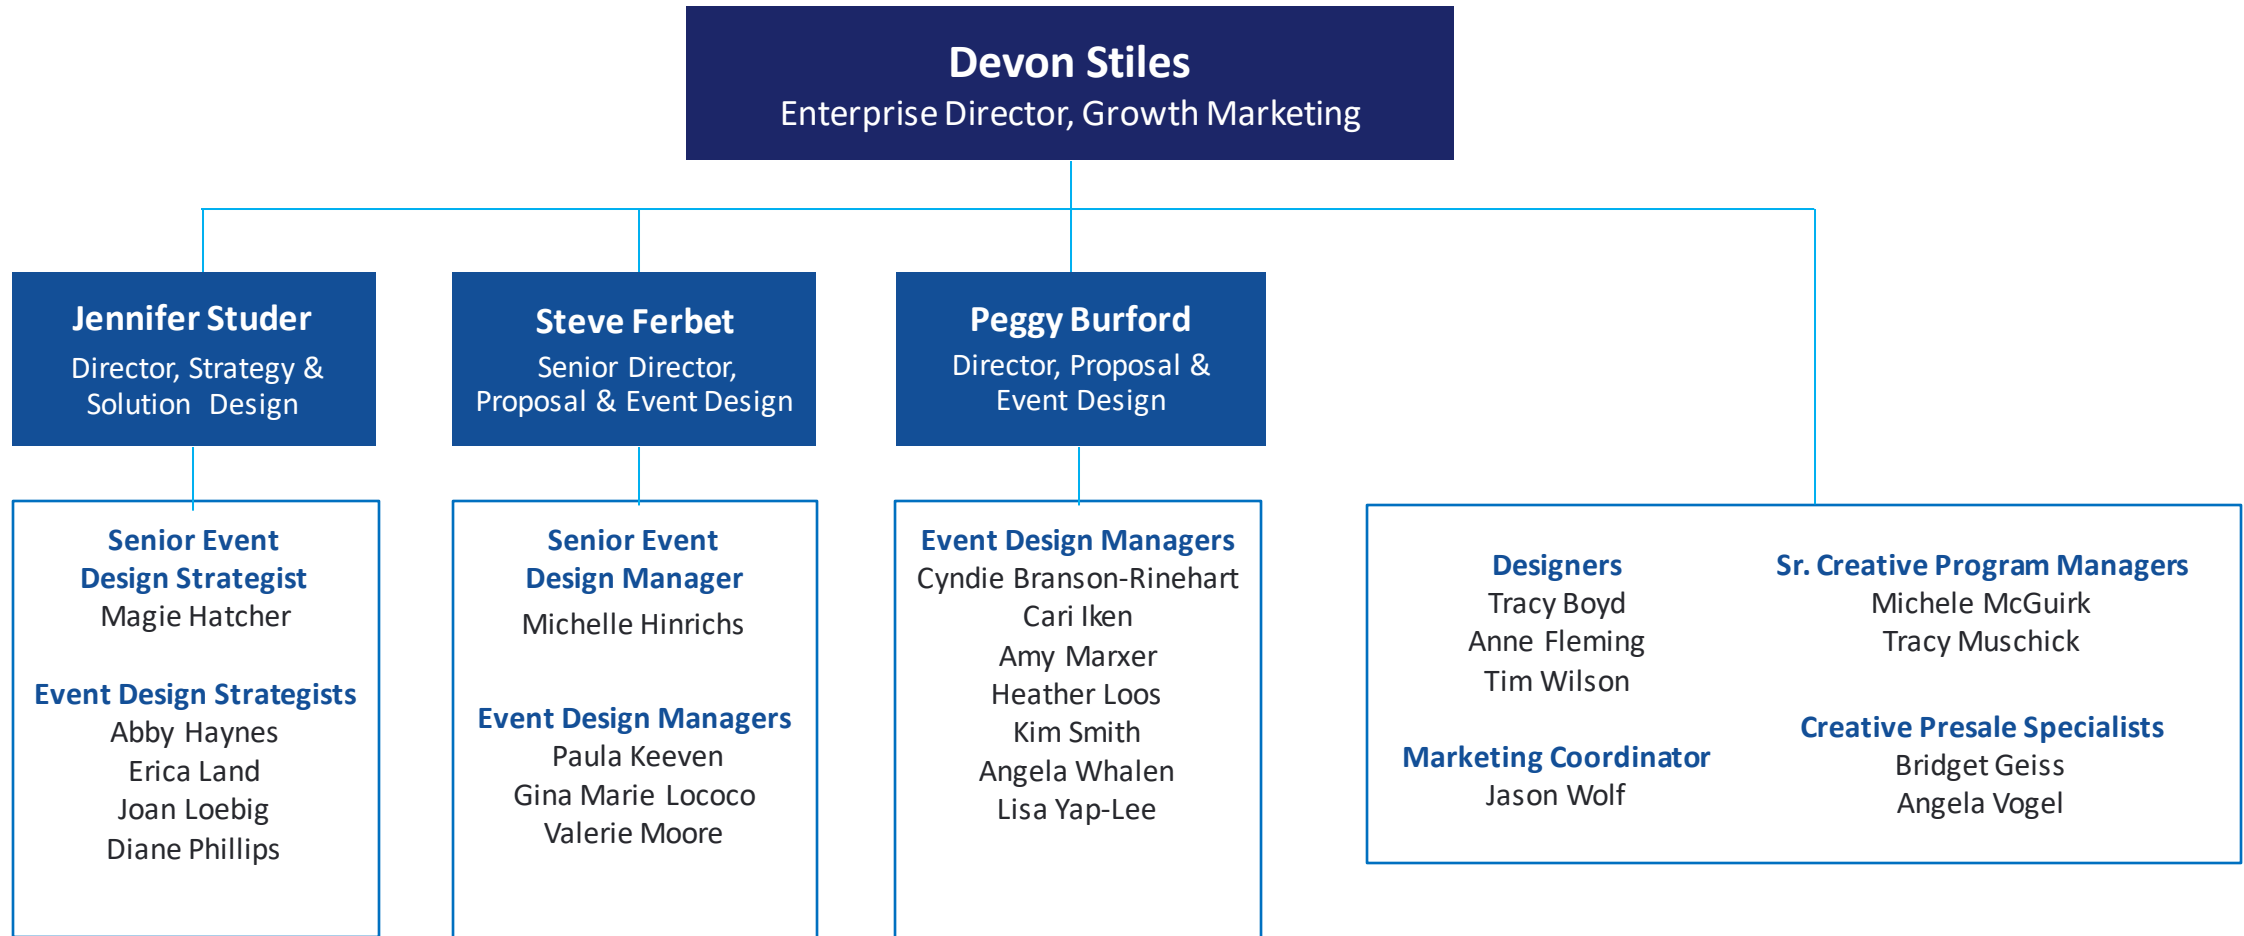 Devon Stiles
Enterprise Director, Growth Marketing
Jennifer Studer
Director, Strategy &
Solution Design
Steve Ferbet
Senior Director,
Proposal & Event Design
Peggy Burford
Director, Proposal &
Event Design
Senior Event
Design Strategist
Magie Hatcher
Event Design Strategists
Abby Haynes
Erica Land
Joan Loebig
Diane Phillips
Senior Event
Design Manager
Michelle Hinrichs
Event Design Managers
Paula Keeven
Gina Marie Lococo
Valerie Moore
Event Design Managers
Cyndie Branson-Rinehart
Cari Iken
Amy Marxer
Heather Loos
Kim Smith
Angela Whalen
Lisa Yap-Lee
Designers
Tracy Boyd
Anne Fleming
Tim Wilson
Marketing Coordinator
Jason Wolf
Sr. Creative Program Managers
Michele McGuirk
Tracy Muschick
Creative Presale Specialists
Bridget Geiss
Angela Vogel